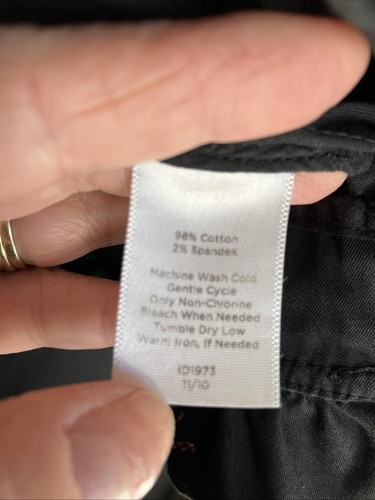 98% Cotton
2% Spandex
Machine Wash Cold
Gentle Cycle
Only Non-Chlorine
Bleach When Needed
Tumble Dry Low
Warm Iron, If Needed
ID1973
11/10